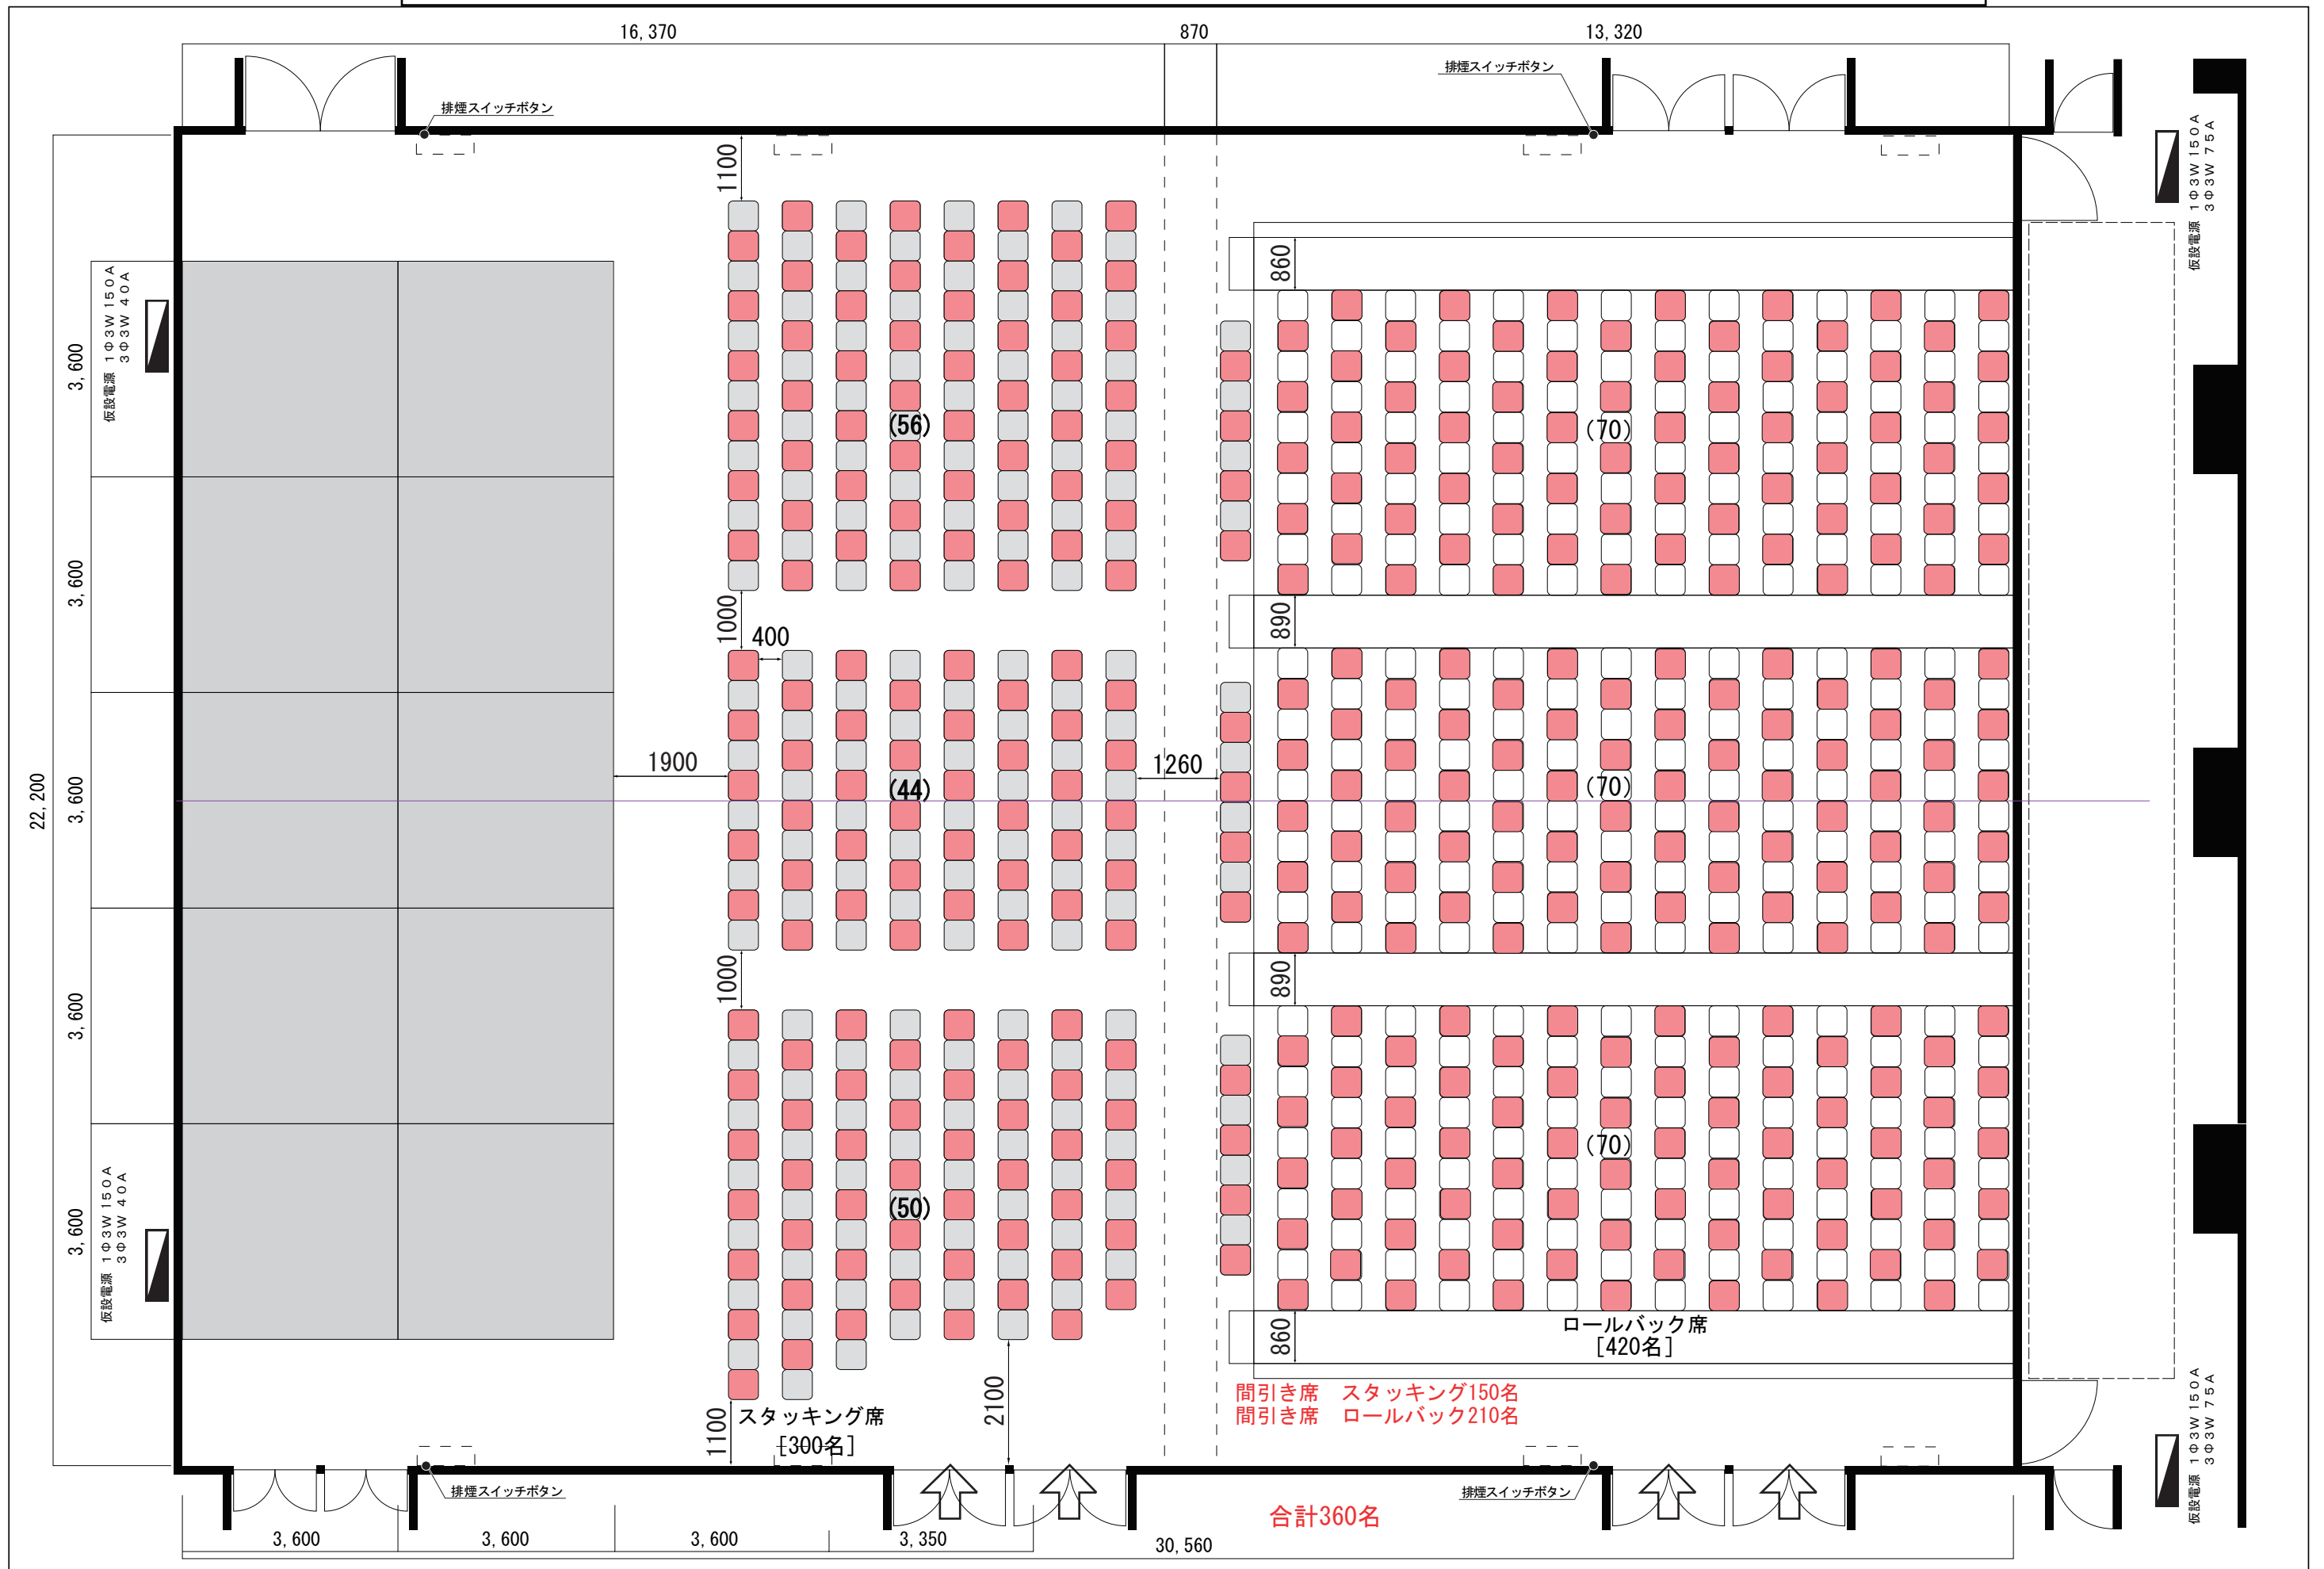 16,370
870
13,320
排煙スイッチボタン
排煙スイッチボタン
1100
仮設電源 1Φ3W 150A
3Φ3W 75A
860
仮設電源 1Φ3W 150A
3Φ3W 40A
3,600
(56)
(70)
3,600
1000
400
890
22,200
3,600
1900
(44)
1260
(70)
3,600
1000
890
3,600
仮設電源 1Φ3W 150A
3Φ3W 40A
(50)
(70)
860
ロールバック席
[420名]
2100
1100
スタッキング席
[300名]
間引き席 スタッキング150名
間引き席 ロールバック210名
仮設電源 1Φ3W 150A
3Φ3W 75A
排煙スイッチボタン
排煙スイッチボタン
合計360名
3,600
3,600
3,600
3,350
30,560